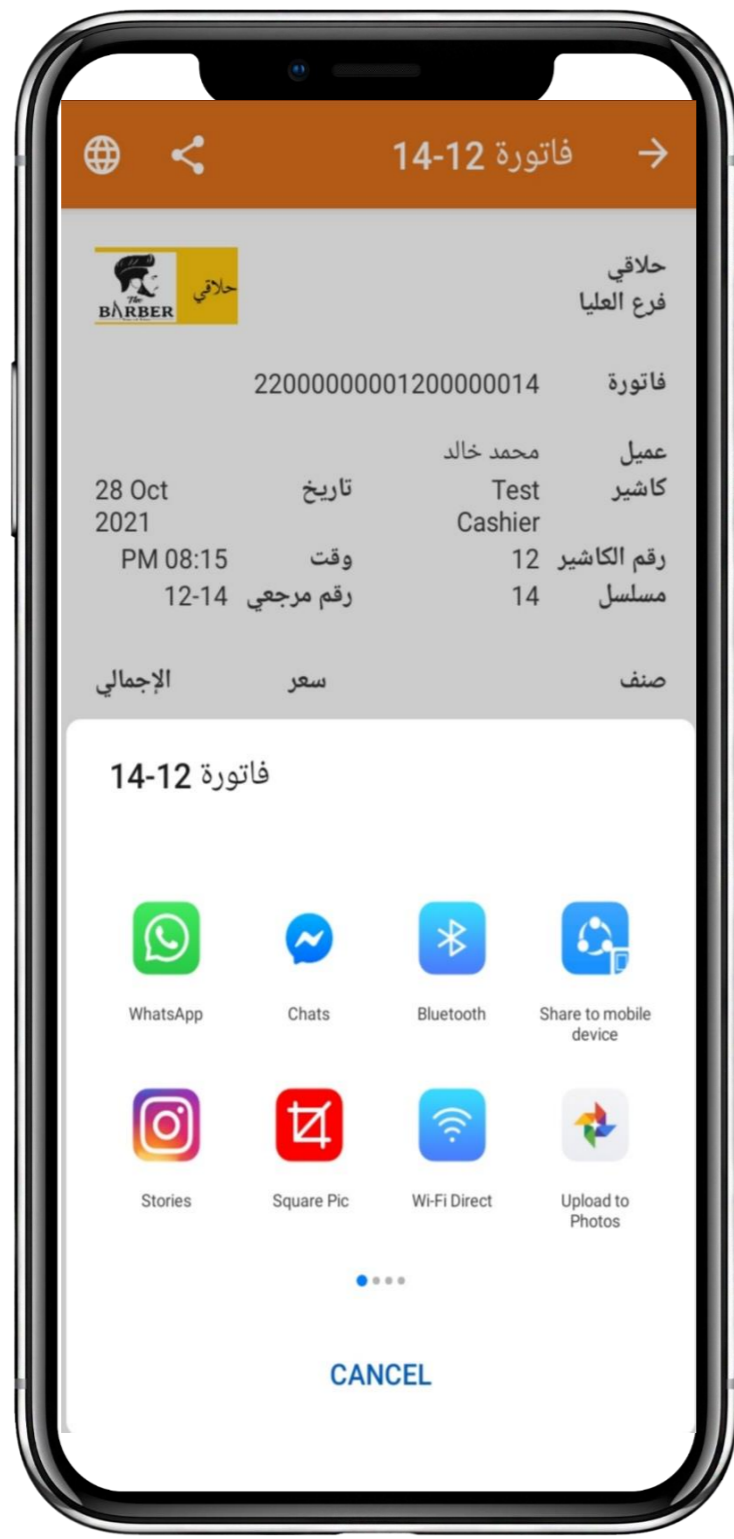 فاتورة 12-14
حلاقي
The
BARBER
حلاقي
فرع العليا
فاتورة 22000000001200000014
عميل محمد خالد
كاشير Test Cashier تاريخ 28 Oct 2021
رقم الكاشير 12 وقت PM 08:15
مسلسل 14 رقم مرجعي 12-14
صنف سعر الإجمالي
فاتورة 12-14
WhatsApp
Chats
Bluetooth
Share to mobile
device
Stories
Square Pic
Wi-Fi Direct
Upload to
Photos
CANCEL